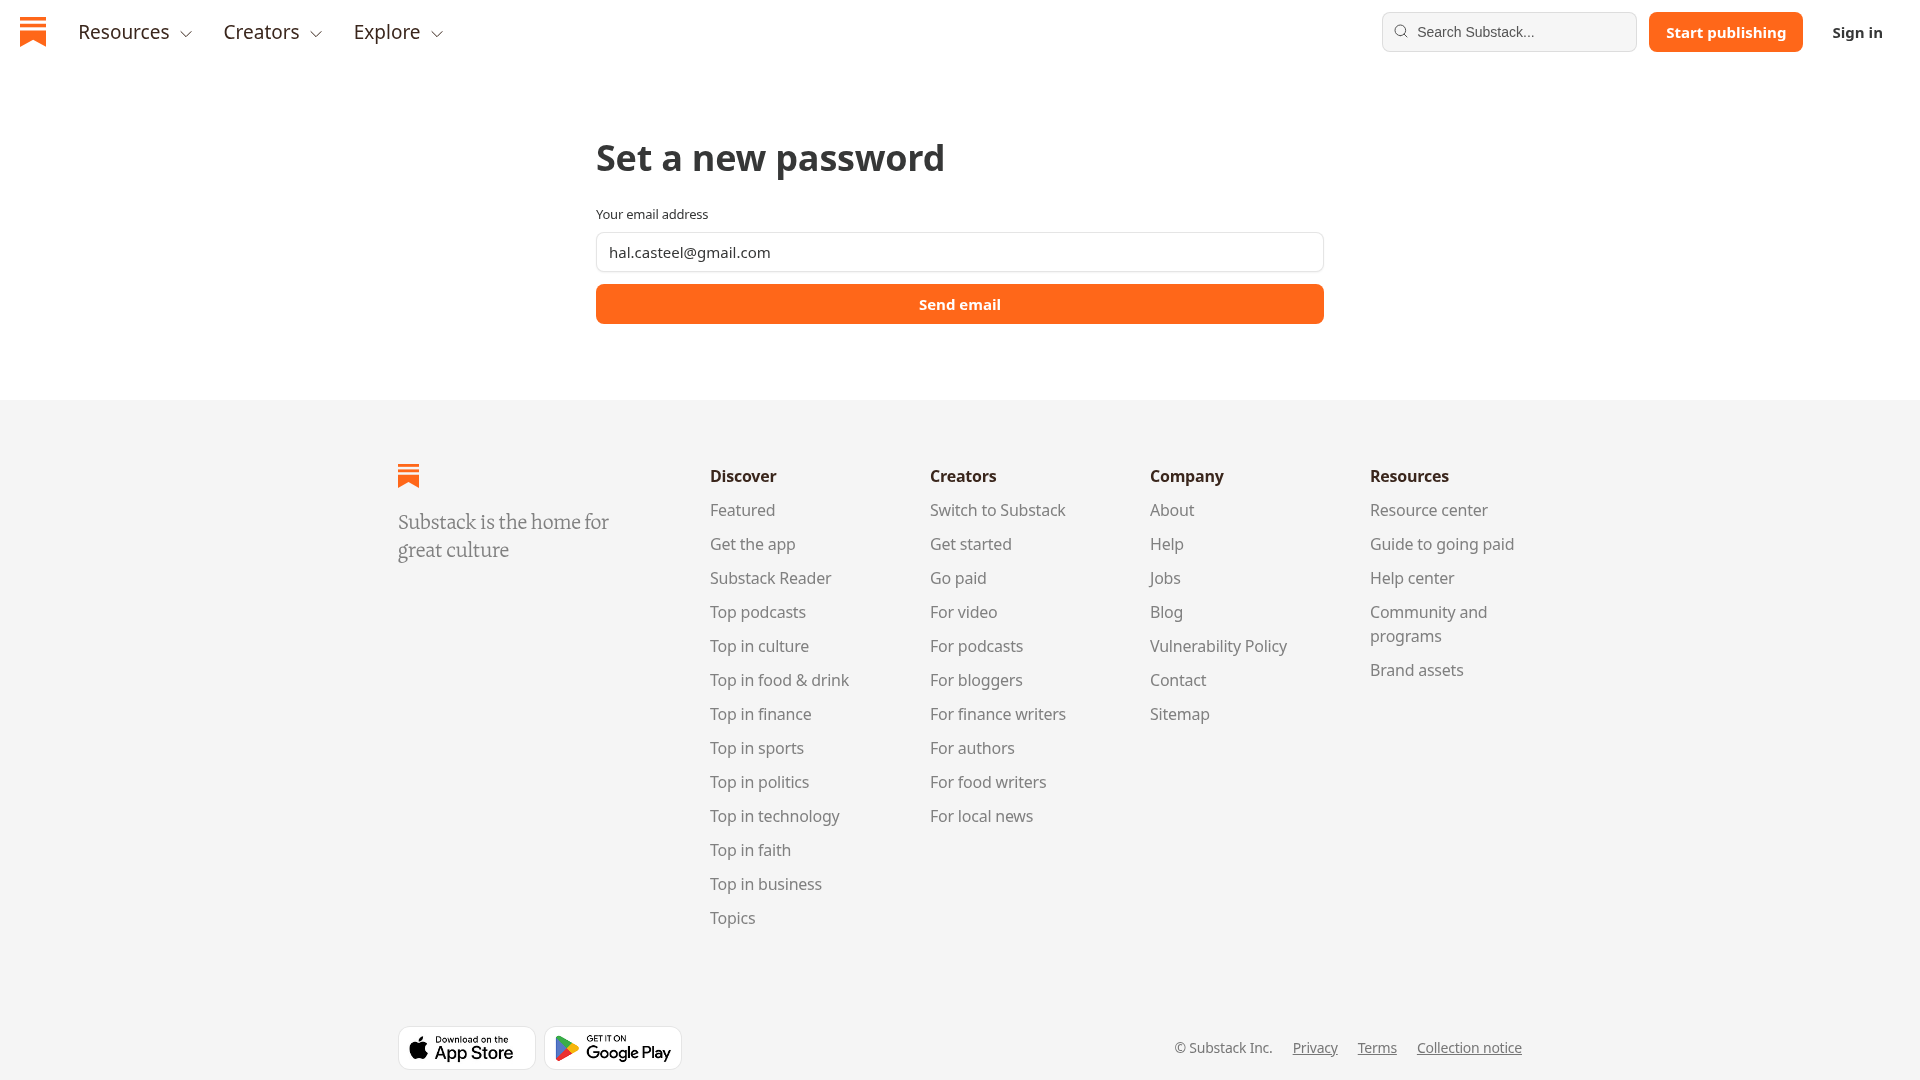 Resources
Creators
Explore
Search Substack...
Start publishing
Sign in
Set a new password
Your email address
hal.casteel@gmail.com
Send email
Substack is the home for
great culture
Discover
Featured
Get the app
Substack Reader
Top podcasts
Top in culture
Top in food & drink
Top in finance
Top in sports
Top in politics
Top in technology
Top in faith
Top in business
Topics
Creators
Switch to Substack
Get started
Go paid
For video
For podcasts
For bloggers
For finance writers
For authors
For food writers
For local news
Company
About
Help
Jobs
Blog
Vulnerability Policy
Contact
Sitemap
Resources
Resource center
Guide to going paid
Help center
Community and
programs
Brand assets
Download on the
App Store
GET IT ON
Google Play
© Substack Inc.
Privacy
Terms
Collection notice